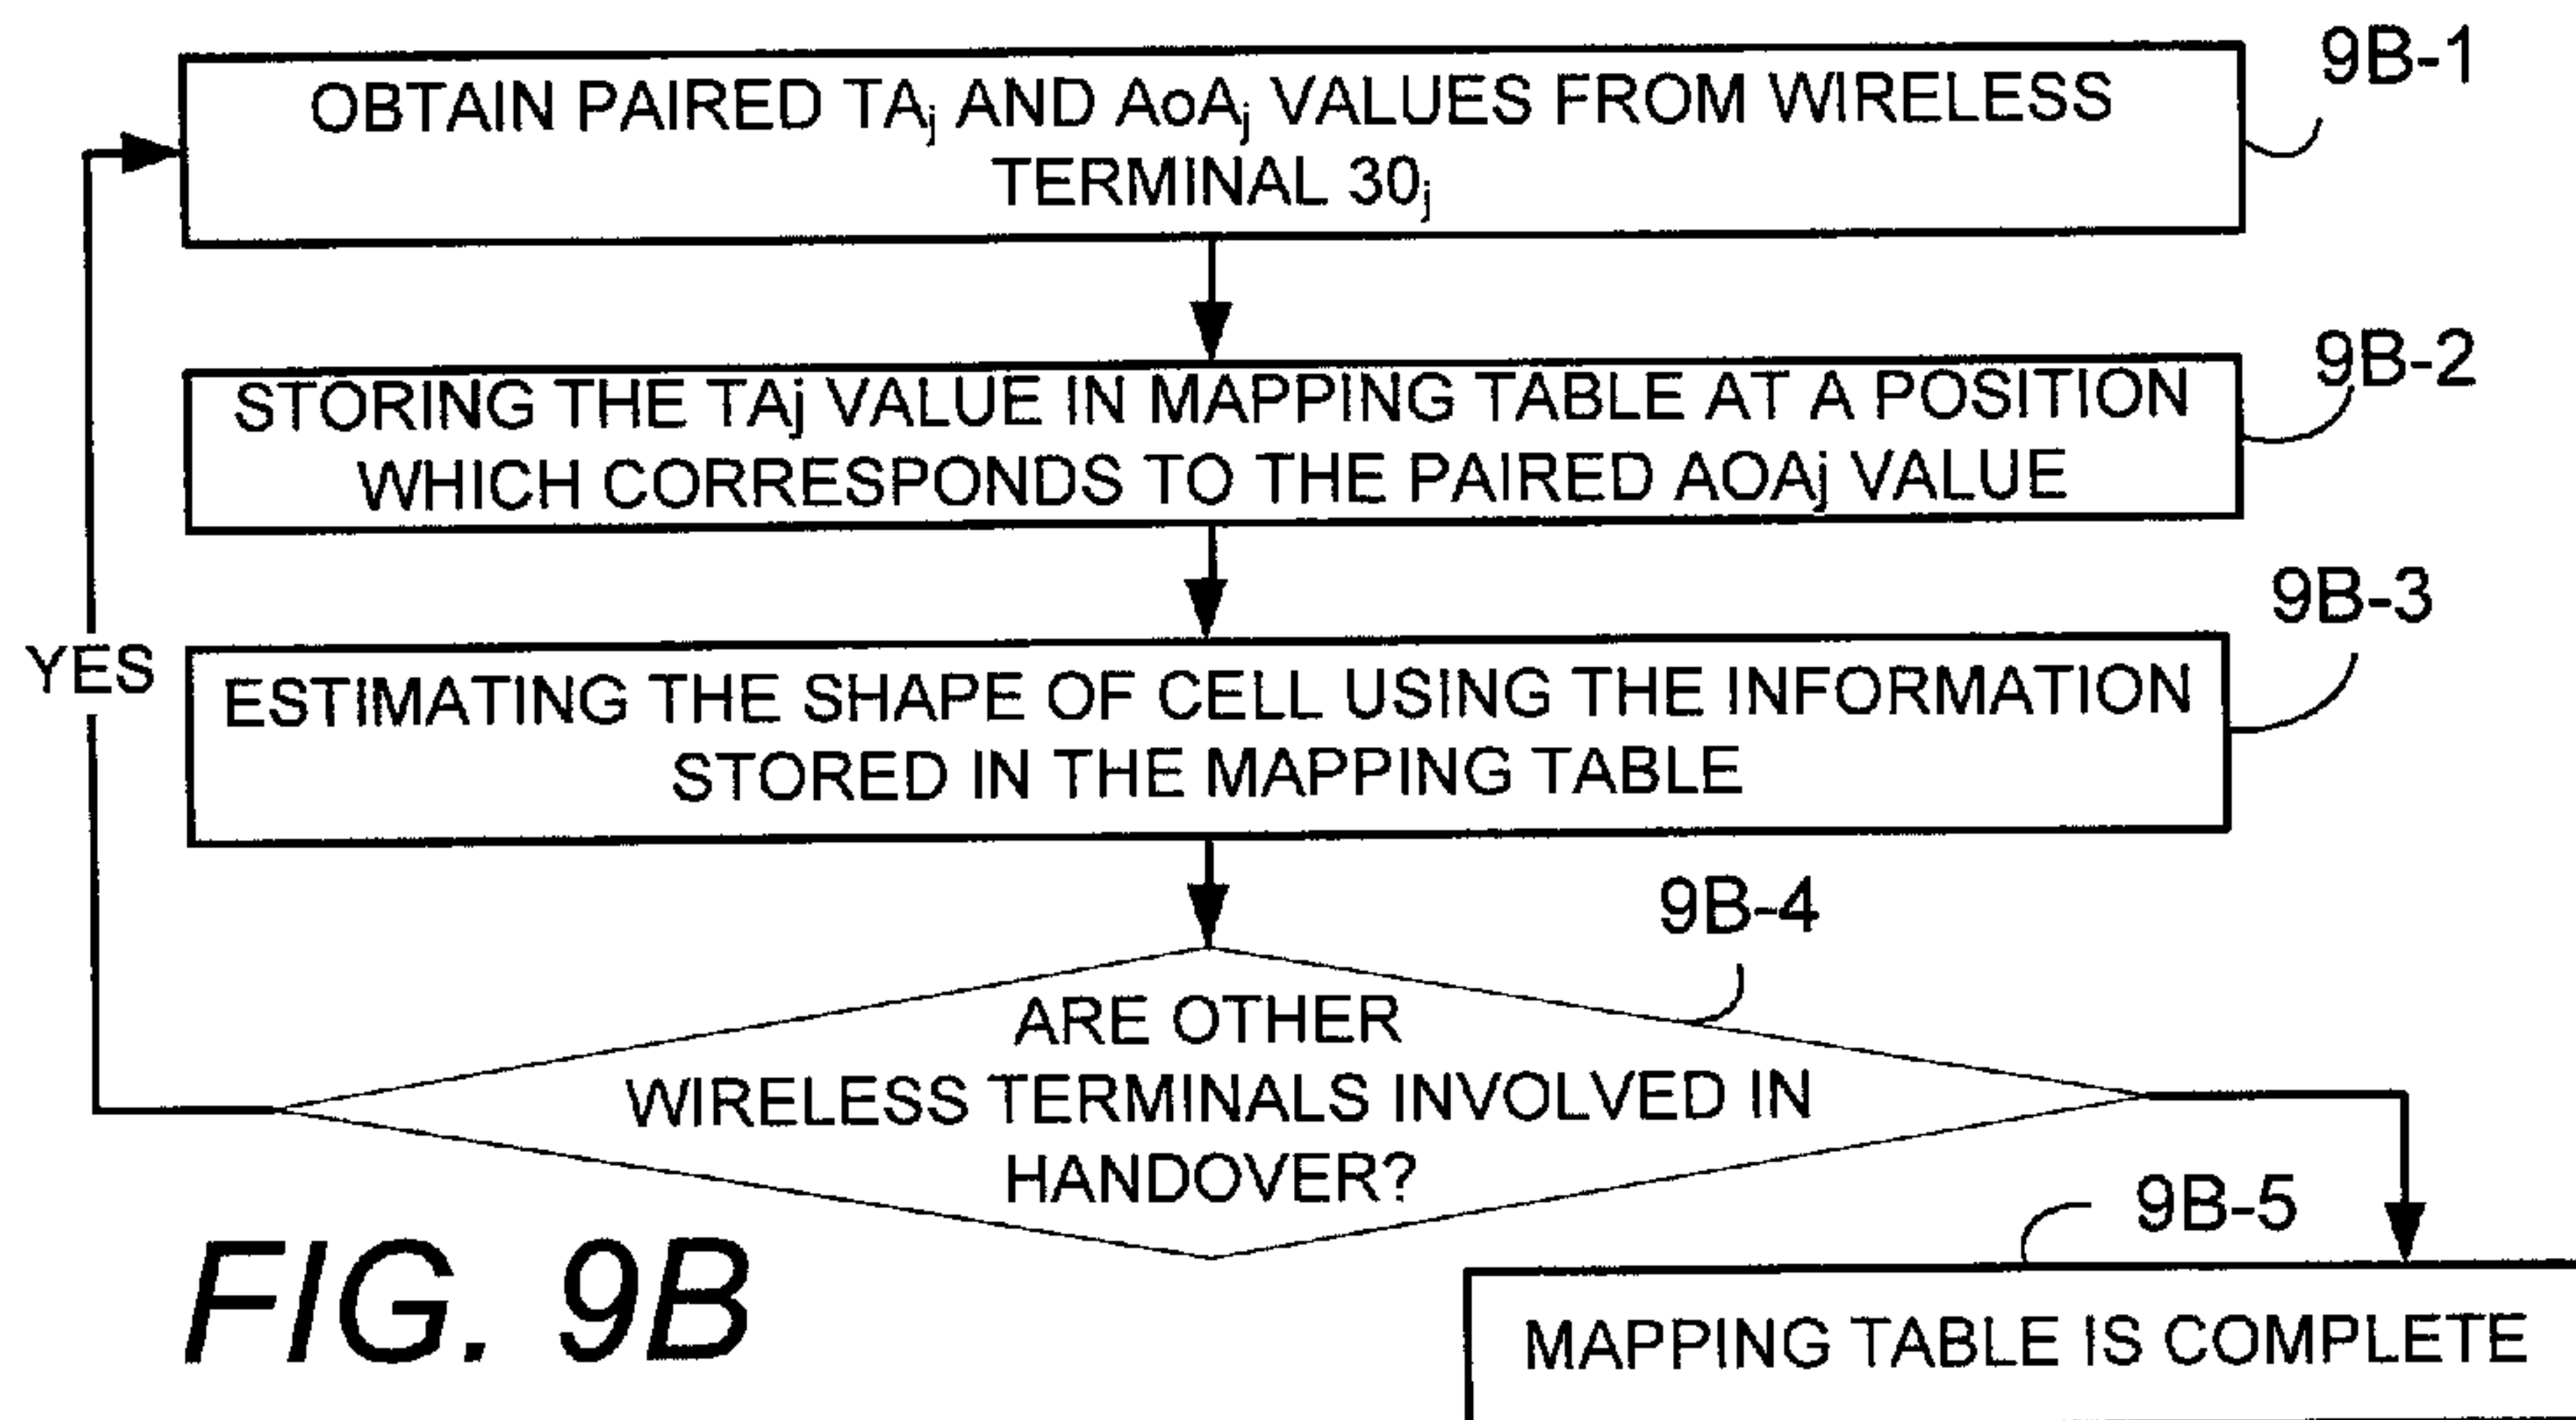 9B-1
OBTAIN PAIRED TAj AND AoAj VALUES FROM WIRELESS
TERMINAL 30j
9B-2
STORING THE TAj VALUE IN MAPPING TABLE AT A POSITION
WHICH CORRESPONDS TO THE PAIRED AOAj VALUE
9B-3
YES
ESTIMATING THE SHAPE OF CELL USING THE INFORMATION
STORED IN THE MAPPING TABLE
9B-4
ARE OTHER
WIRELESS TERMINALS INVOLVED IN
HANDOVER?
9B-5
MAPPING TABLE IS COMPLETE
FIG. 9B